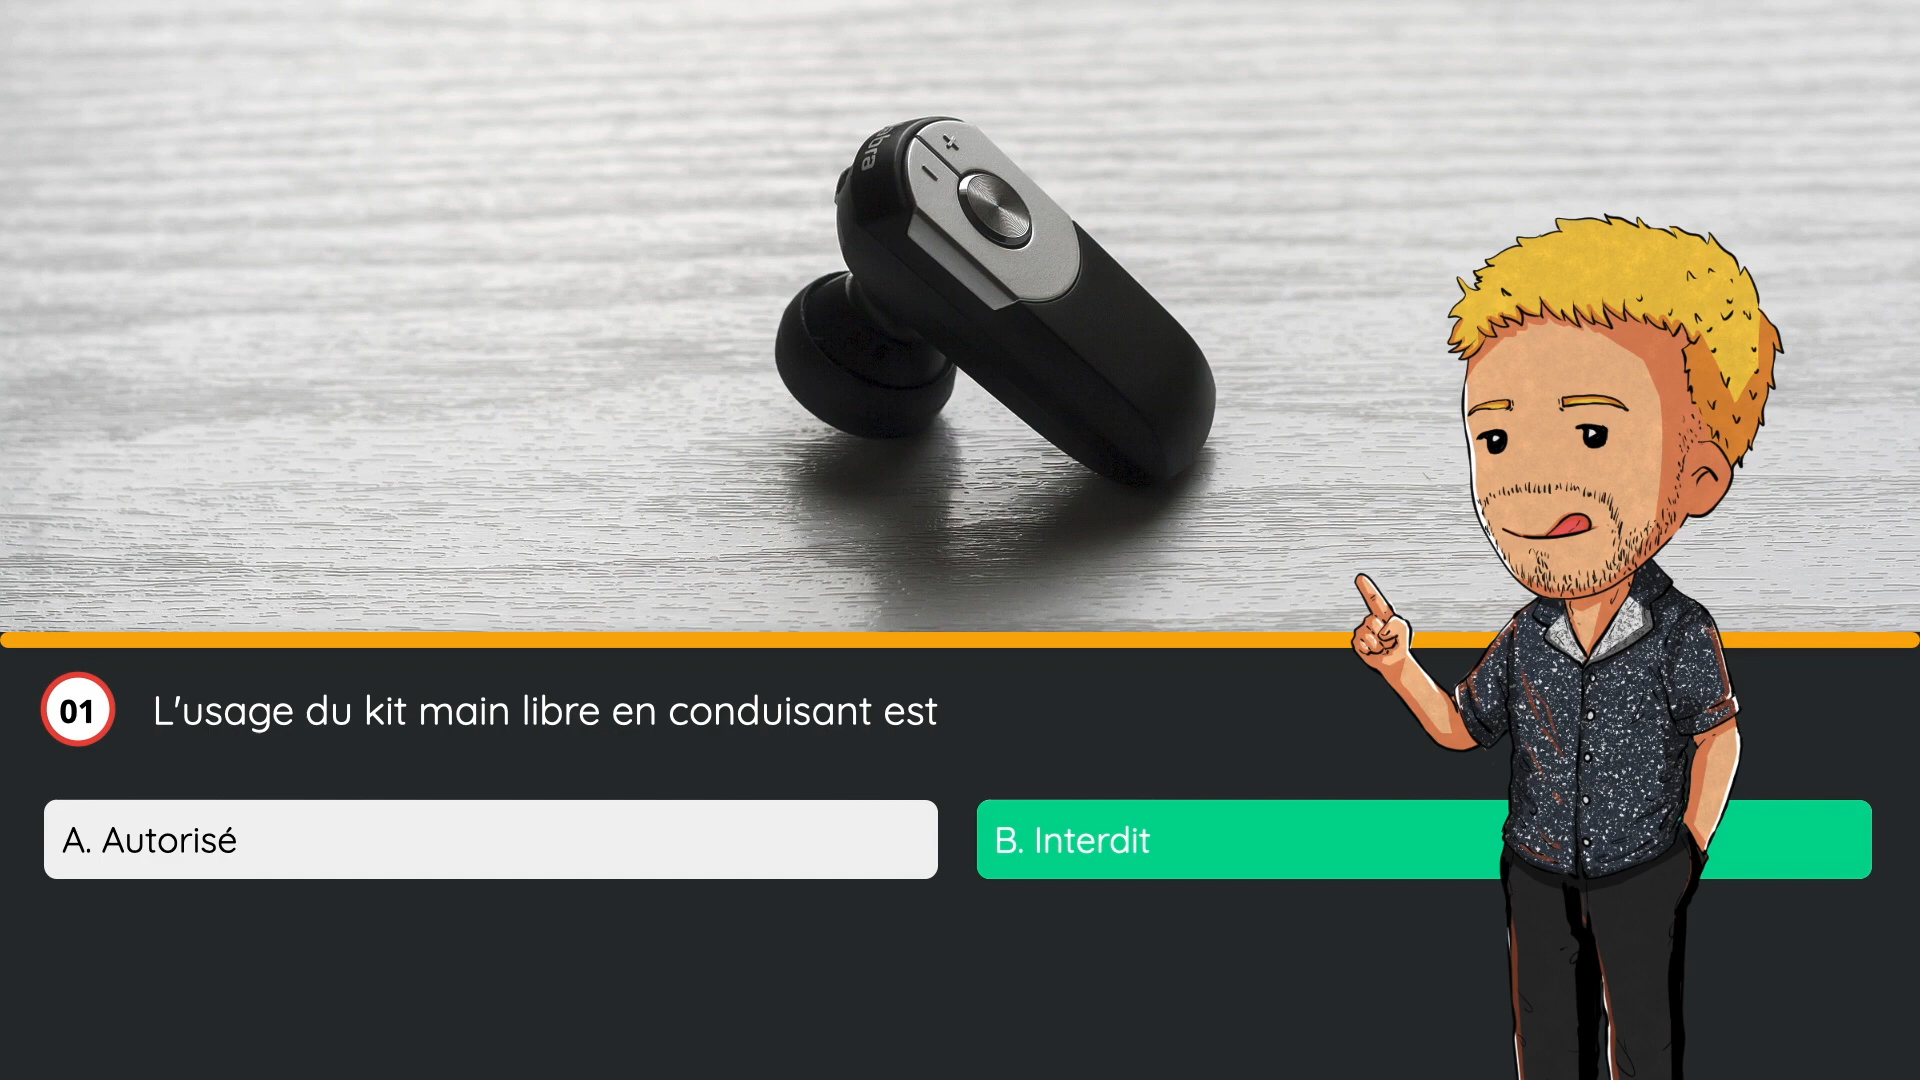 01
L'usage du kit main libre en conduisant est
A. Autorisé
B. Interdit